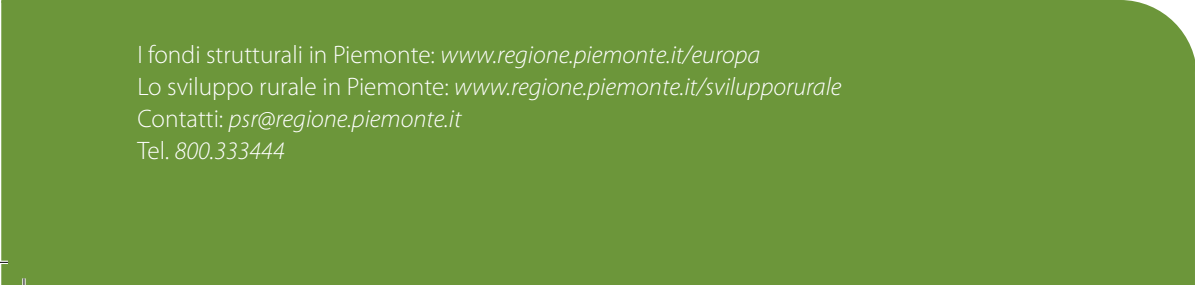 I fondi strutturali in Piemonte: www.regione.piemonte.it/europa
Lo sviluppo rurale in Piemonte: www.regione.piemonte.it/svilupporurale
Contatti: psr@regione.piemonte.it
Tel. 800.333444